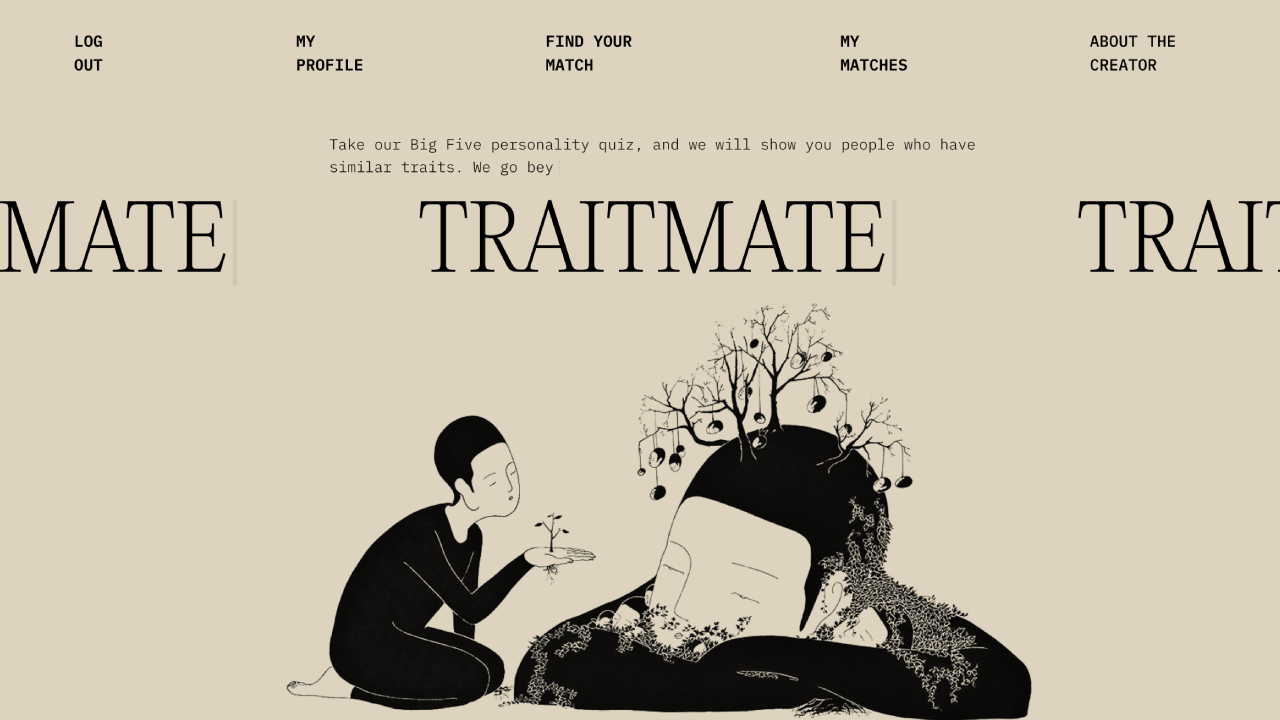 LOG
OUT
MY
PROFILE
FIND YOUR
MATCH
MY
MATCHES
ABOUT THE
CREATOR
Take our Big Five personality quiz, and we will show you people who have
similar traits. We go bey
MATE TRAITMATE TRAIT